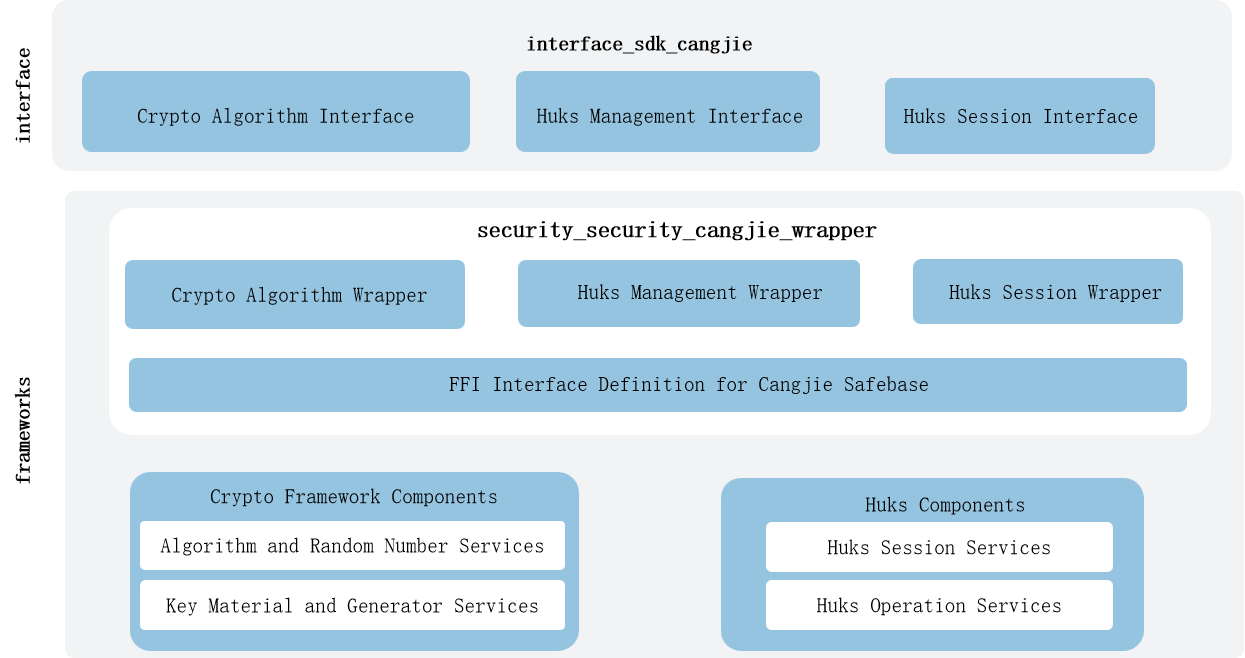 interface
interface_sdk_cangjie
Crypto Algorithm Interface
Huks Management Interface
Huks Session Interface
frameworks
security_security_cangjie_wrapper
Crypto Algorithm Wrapper
Huks Management Wrapper
Huks Session Wrapper
FFI Interface Definition for Cangjie Safebase
Crypto Framework Components
Algorithm and Random Number Services
Key Material and Generator Services
Huks Components
Huks Session Services
Huks Operation Services